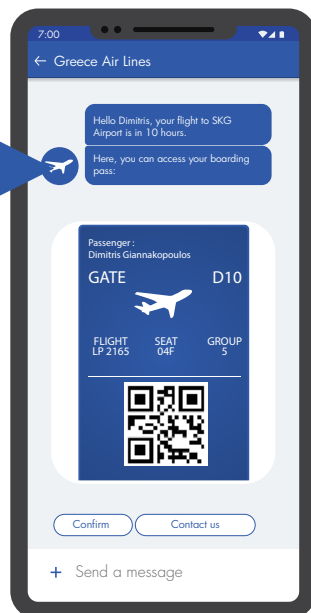 7:00
← Greece Air Lines
Hello Dimitris, your flight to SKG
Airport is in 10 hours.
Here, you can access your boarding
pass:
Passenger :
Dimitris Giannakopoulos
GATE D10
FLIGHT SEAT GROUP
LP 2165 04F 5
Confirm Contact us
+ Send a message